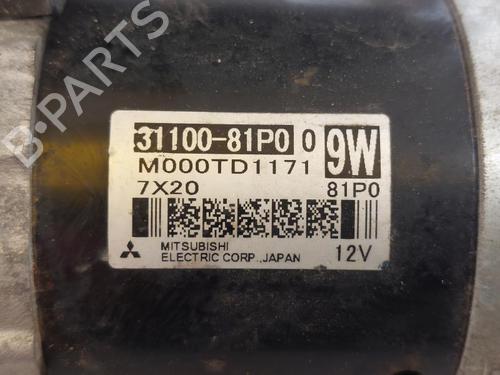 B-PARTS
31100-81P0 0
9W
M000TD1171
7X20 81P0
MITSUBISHI
ELECTRIC CORP.,JAPAN 12V